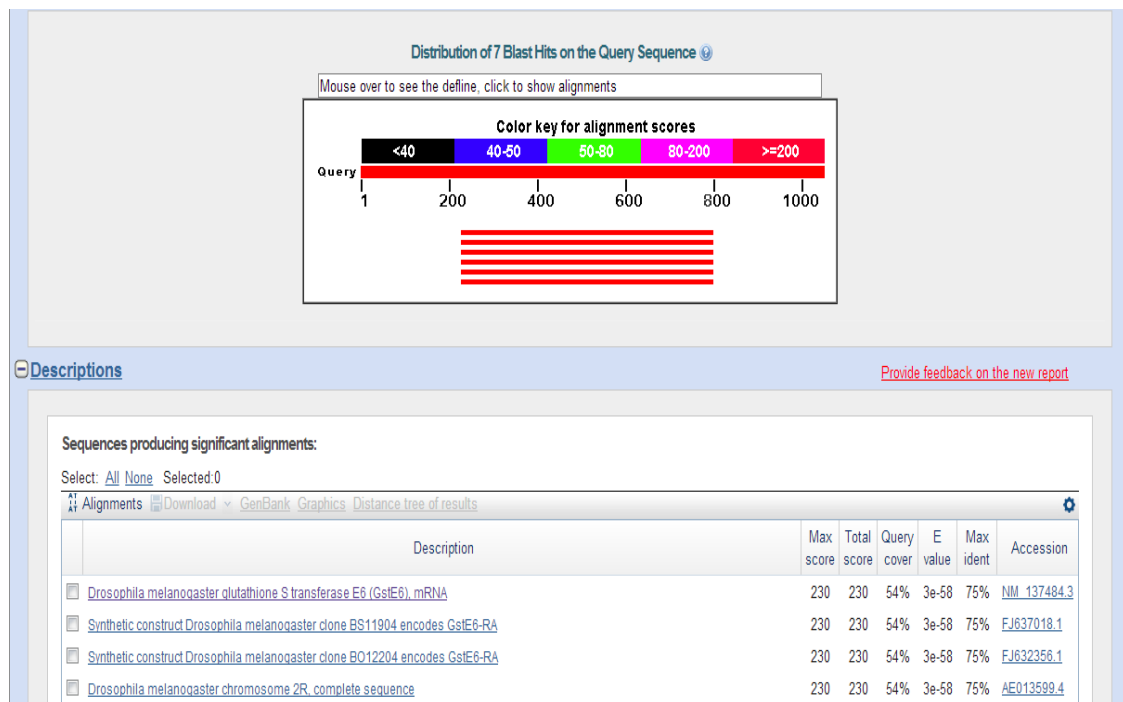 Distribution of 7 Blast Hits on the Query Sequence
Mouse over to see the defline, click to show alignments
Color key for alignment scores
<40 40-50 50-80 80-200 >=200
Query
1 200 400 600 800 1000
Descriptions
Provide feedback on the new report
Sequences producing significant alignments:
Select: All None Selected:0
Alignments Download GenBank Graphics Distance tree of results
Description Max score Total score Query cover E value Max ident Accession
Drosophila melanogaster glutathione S transferase E6 (GstE6), mRNA 230 230 54% 3e-58 75% NM_137484.3
Synthetic construct Drosophila melanogaster clone BS11904 encodes GstE6-RA 230 230 54% 3e-58 75% FJ637018.1
Synthetic construct Drosophila melanogaster clone BO12204 encodes GstE6-RA 230 230 54% 3e-58 75% FJ632356.1
Drosophila melanogaster chromosome 2R, complete sequence 230 230 54% 3e-58 75% AE013599.4